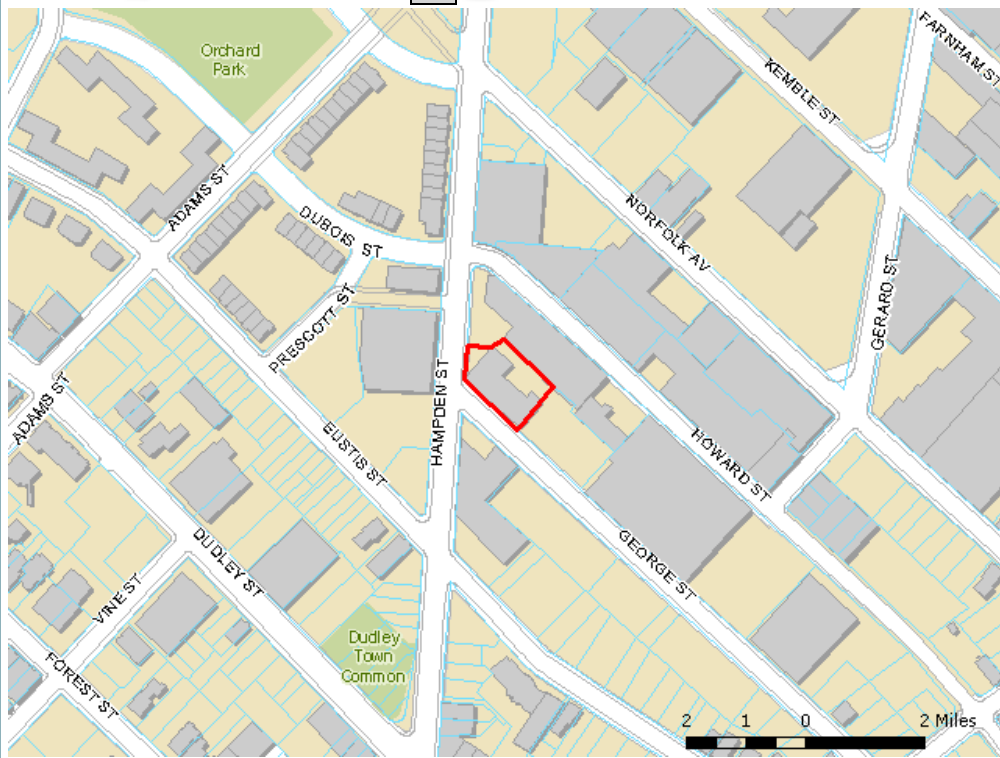 Orchard
Park
FARNHAM ST
KEMBLE ST
ADAMS ST
DUBOIS ST
NORFOLK AV
GERARD ST
PRESCOTT ST
HAMPDEN ST
ADAMS ST
EUSTIS ST
HOWARD ST
DUDLEY ST
GEORGE ST
VINE ST
Dudley
Town
Common
FOREST ST
2 1 0 2 Miles